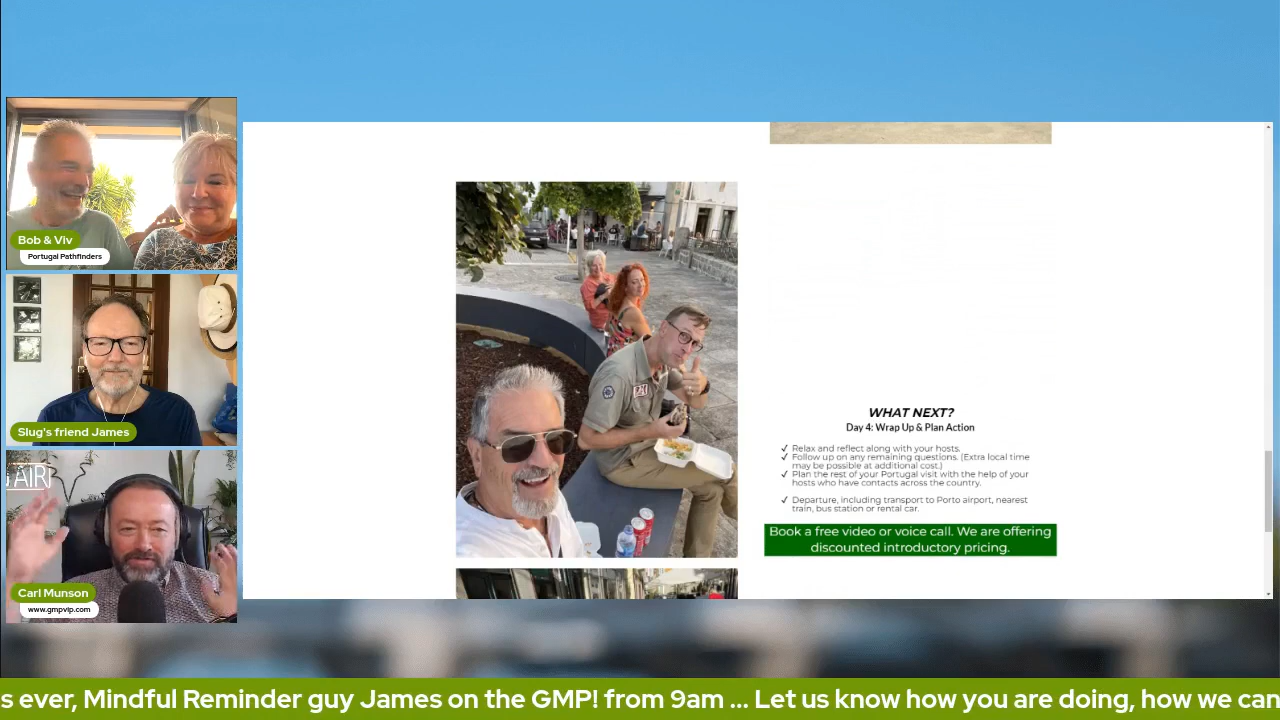 Bob & Viv
Portugal Pathfinders
Slug's friend James
AIR
Carl Munson
www.gmpvip.com
WHAT NEXT?
Day 4: Wrap Up & Plan Action
✓ Relax and reflect along with your hosts.
✓ Follow up on any remaining questions. (Extra local time
may be possible at additional cost.)
✓ Plan the rest of your Portugal visit with the help of your
hosts who have contacts across the country.
✓ Departure, including transport to Porto airport, nearest
train, bus station or rental car.
Book a free video or voice call. We are offering
discounted introductory pricing.
s ever, Mindful Reminder guy James on the GMP! from 9am ... Let us know how you are doing, how we can